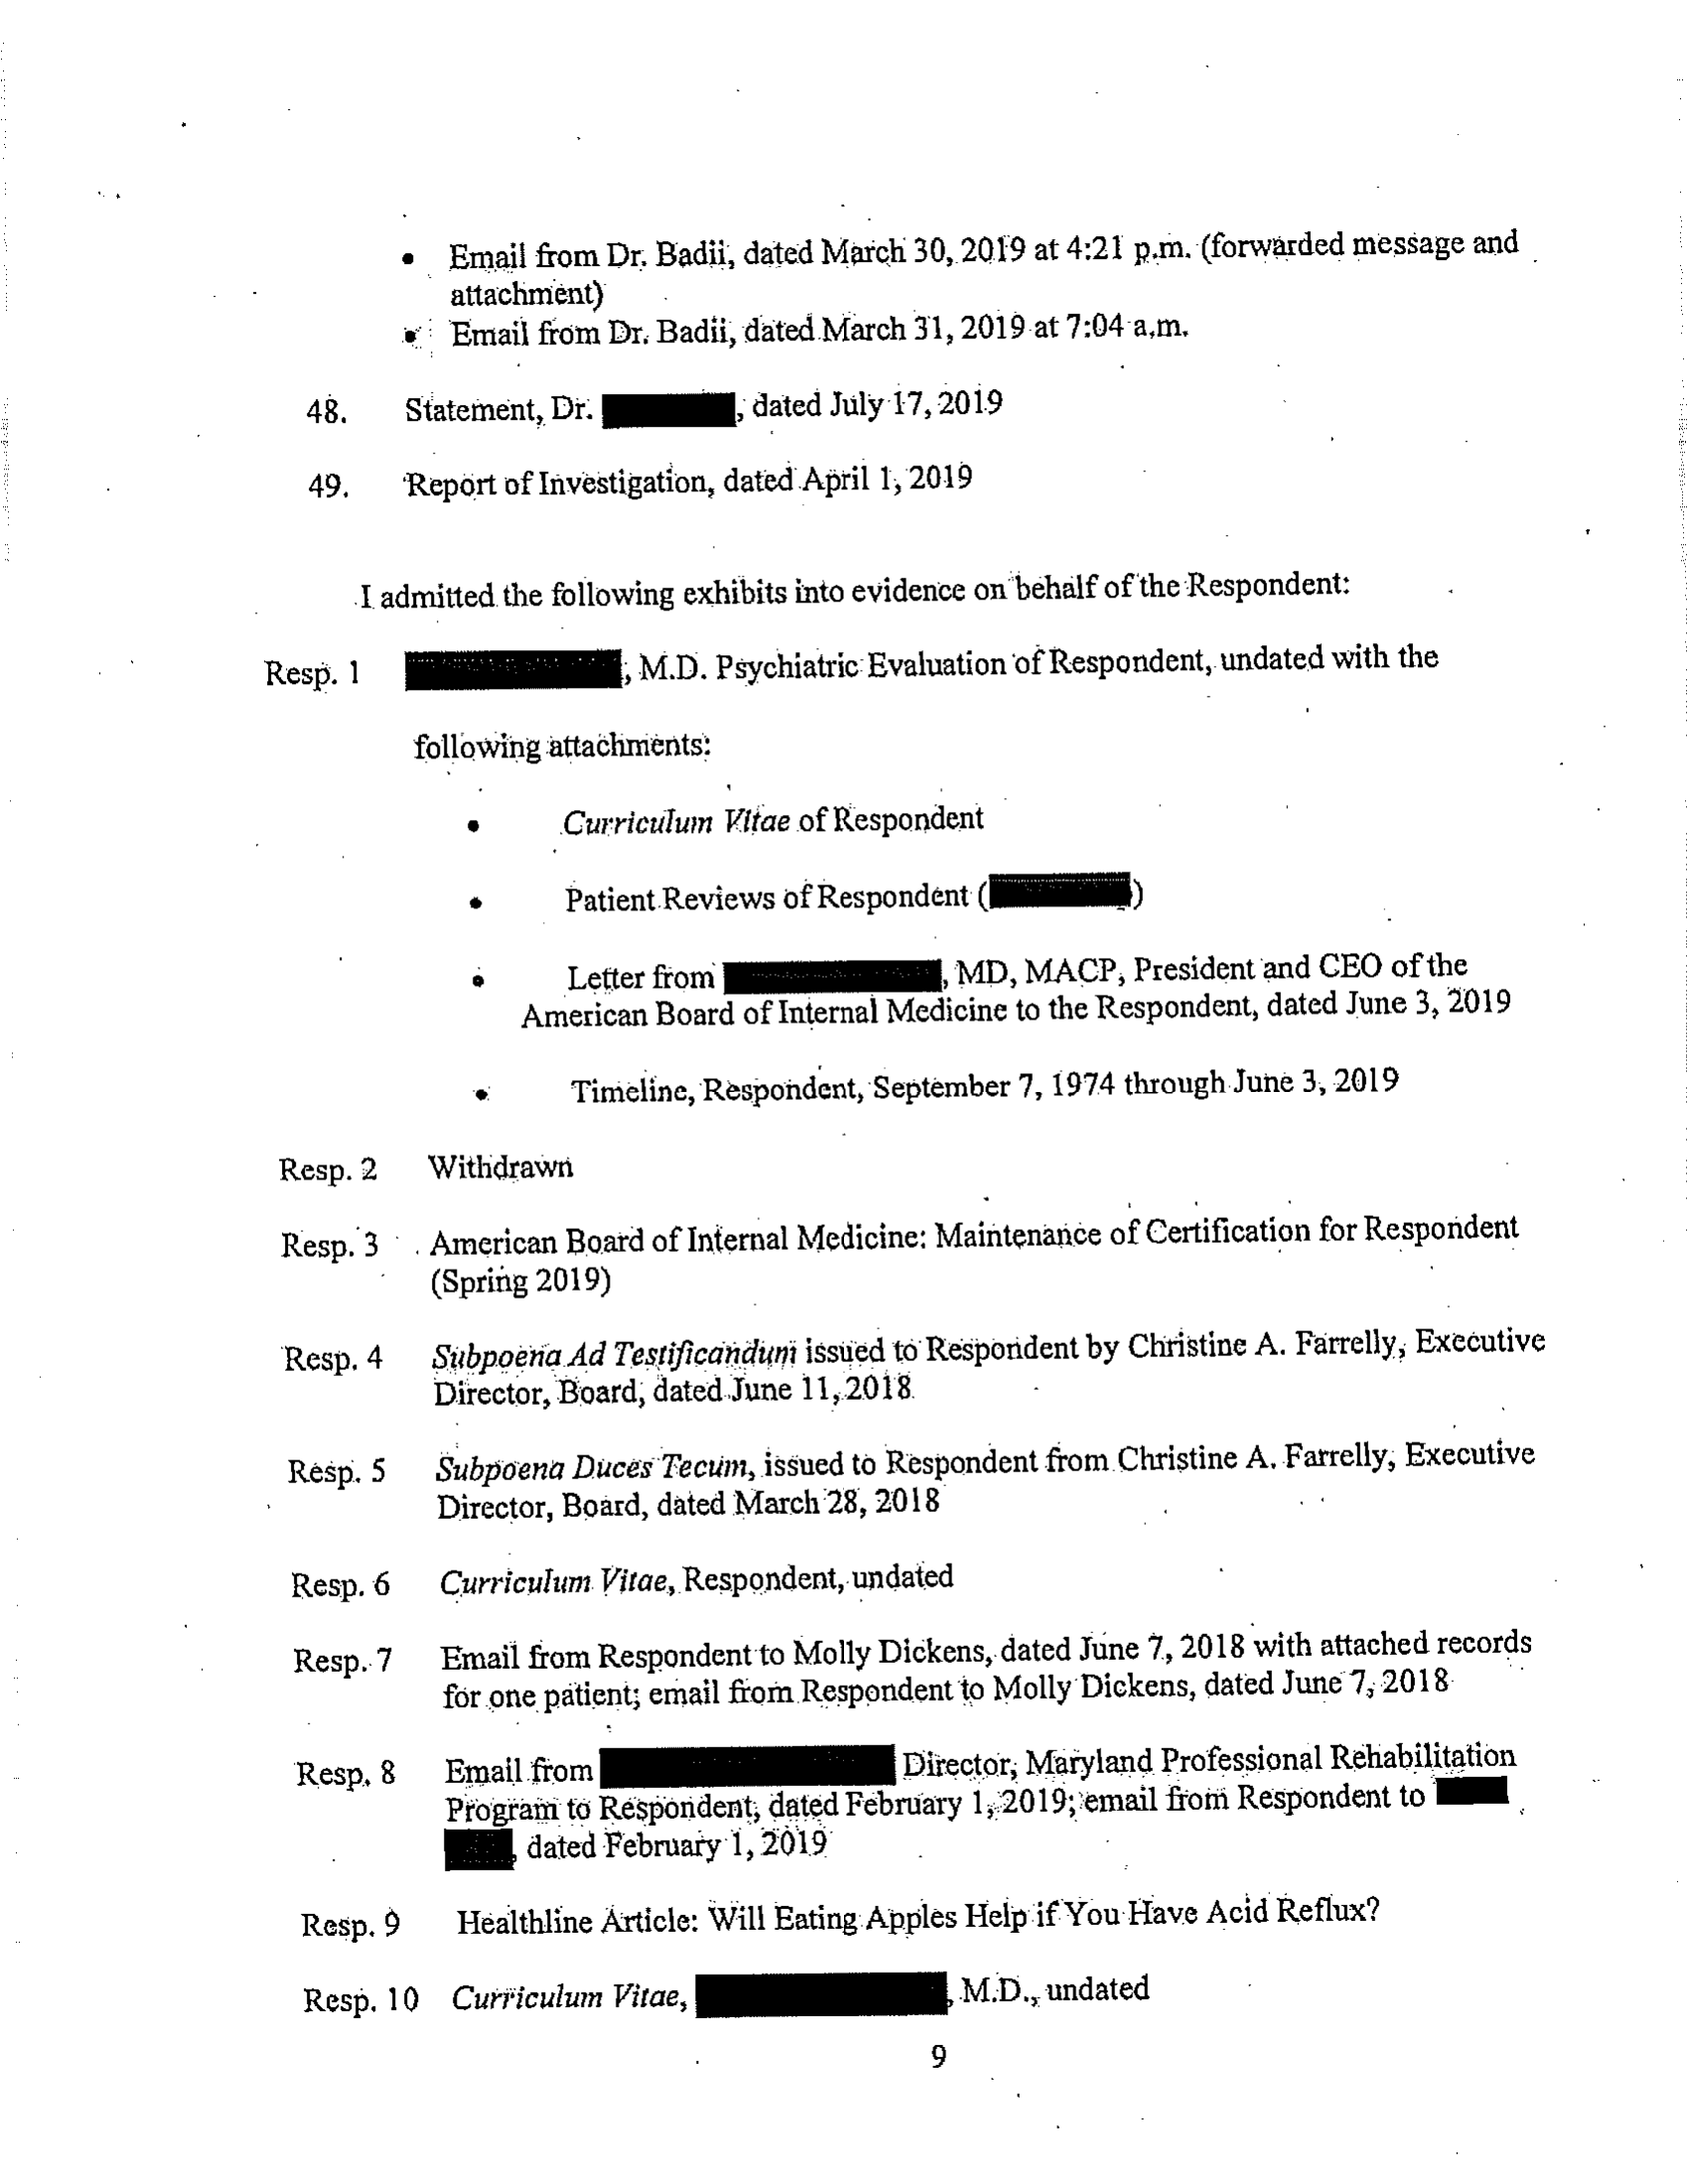 • Email from Dr. Badii, dated March 30, 2019 at 4:21 p.m. (forwarded message and
attachment)
• Email from Dr. Badii, dated March 31, 2019 at 7:04 a.m.
48. Statement, Dr. , dated July 17, 2019
49. Report of Investigation, dated April 1, 2019
I admitted the following exhibits into evidence on behalf of the Respondent:
Resp. 1 , M.D. Psychiatric Evaluation of Respondent, undated with the
following attachments:
• Curriculum Vitae of Respondent
• Patient Reviews of Respondent ( )
• Letter from , MD, MACP, President and CEO of the
American Board of Internal Medicine to the Respondent, dated June 3, 2019
• Timeline, Respondent, September 7, 1974 through June 3, 2019
Resp. 2 Withdrawn
Resp. 3 American Board of Internal Medicine: Maintenance of Certification for Respondent
(Spring 2019)
Resp. 4 Subpoena Ad Testificandum issued to Respondent by Christine A. Farrelly, Executive
Director, Board, dated June 11, 2018
Resp. 5 Subpoena Duces Tecum, issued to Respondent from Christine A. Farrelly, Executive
Director, Board, dated March 28, 2018
Resp. 6 Curriculum Vitae, Respondent, undated
Resp. 7 Email from Respondent to Molly Dickens, dated June 7, 2018 with attached records
for one patient; email from Respondent to Molly Dickens, dated June 7, 2018
Resp. 8 Email from Director, Maryland Professional Rehabilitation
Program to Respondent, dated February 1, 2019; email from Respondent to
, dated February 1, 2019
Resp. 9 Healthline Article: Will Eating Apples Help if You Have Acid Reflux?
Resp. 10 Curriculum Vitae, , M.D., undated
9